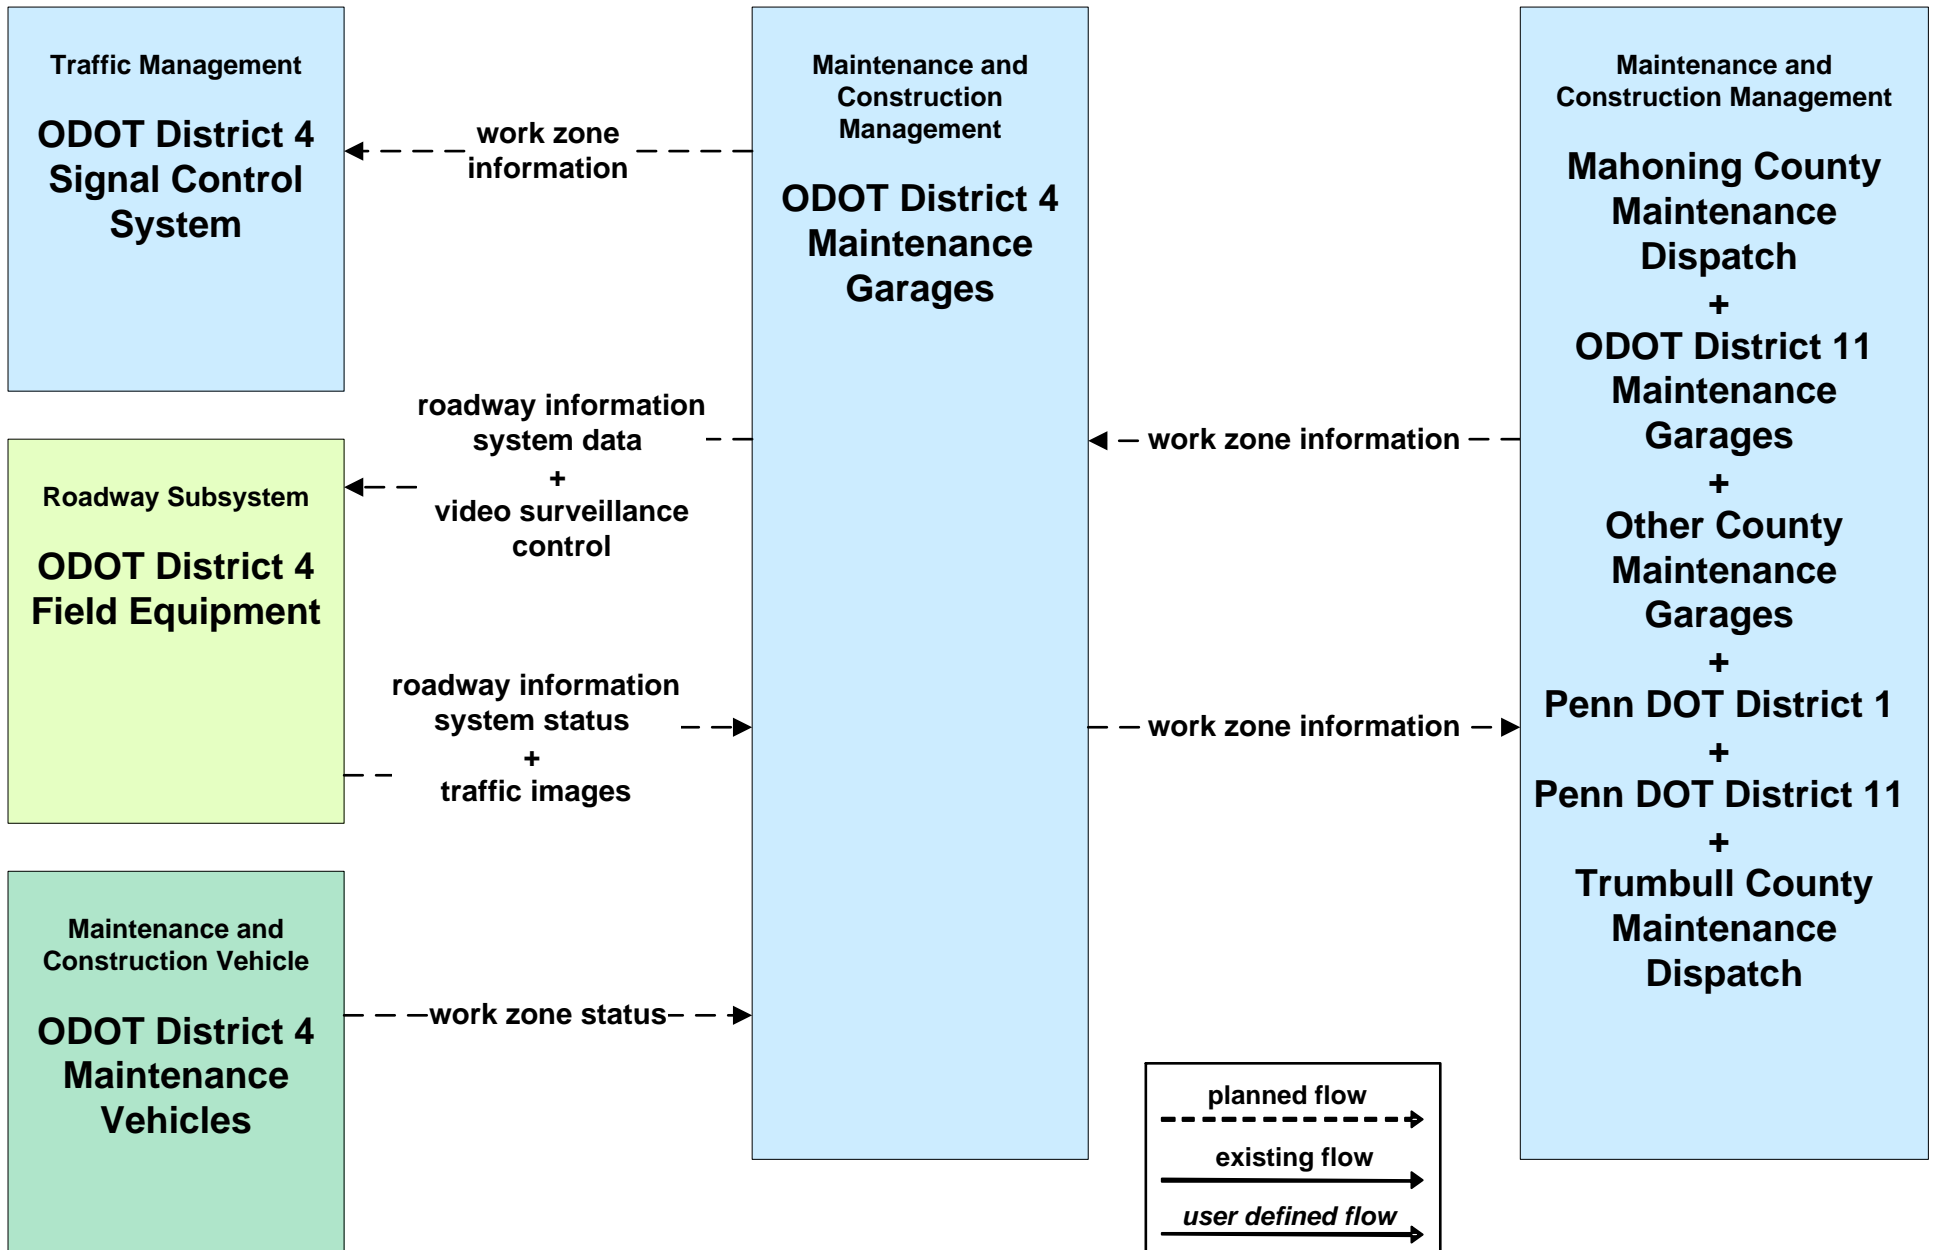 Traffic Management
ODOT District 4
Signal Control
System
work zone
information
Roadway Subsystem
ODOT District 4
Field Equipment
roadway information
system data
+
video surveillance
control
roadway information
system status
+
traffic images
Maintenance and
Construction Vehicle
ODOT District 4
Maintenance
Vehicles
work zone status
Maintenance and
Construction
Management
ODOT District 4
Maintenance
Garages
work zone information
work zone information
Maintenance and
Construction Management
Mahoning County
Maintenance
Dispatch
+
ODOT District 11
Maintenance
Garages
+
Other County
Maintenance
Garages
+
Penn DOT District 1
+
Penn DOT District 11
+
Trumbull County
Maintenance
Dispatch
planned flow
existing flow
user defined flow